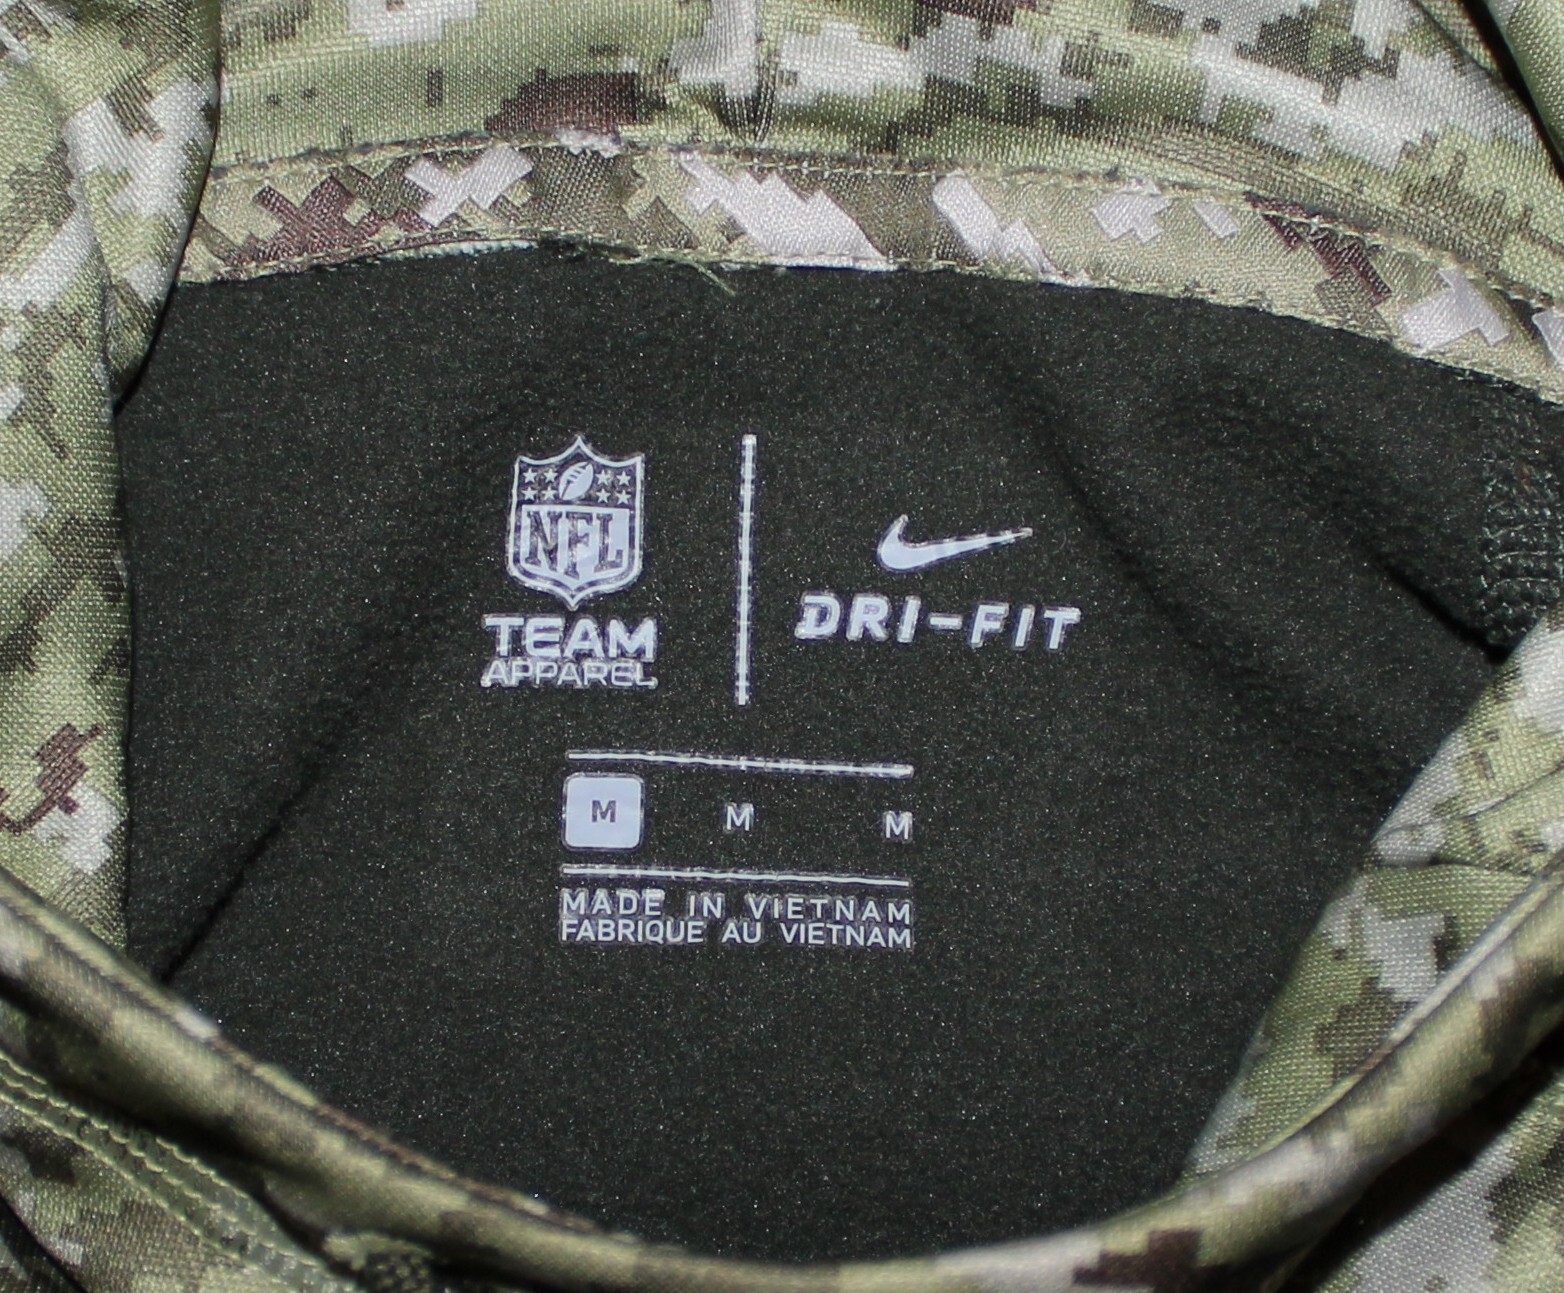 NFL
TEAM
APPAREL
DRI-FIT
M M M
MADE IN VIETNAM
FABRIQUE AU VIETNAM